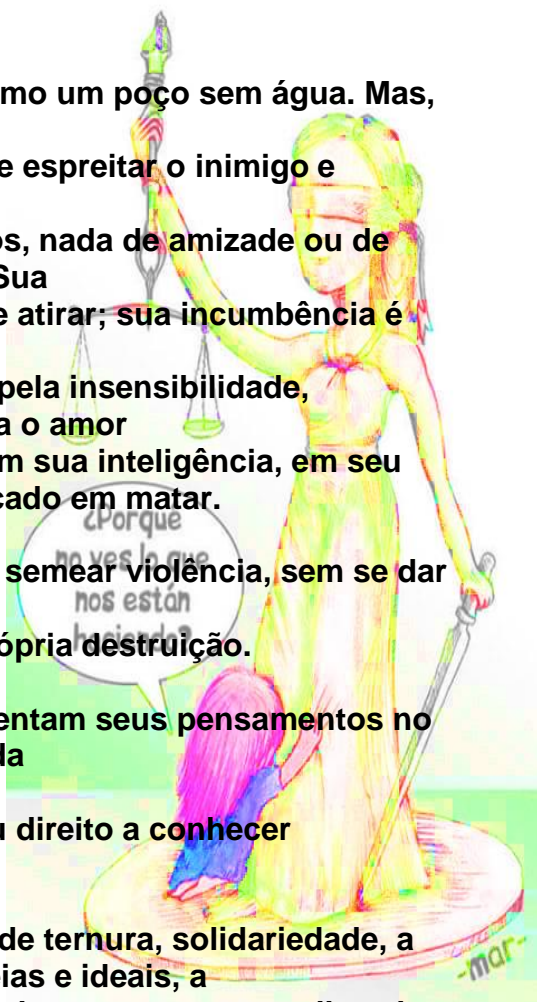 mo um poço sem água. Mas,
e espreitar o inimigo e
os, nada de amizade ou de
Sua
e atirar; sua incumbência é
pela insensibilidade,
a o amor
m sua inteligência, em seu
cado em matar.
¿Porque
no ves lo que
semear violência, sem se dar
nos están
haciendo?
ópria destruição.
entam seus pensamentos no
da
u direito a conhecer
de ternura, solidariedade, a
ias e ideais, a
-mar-